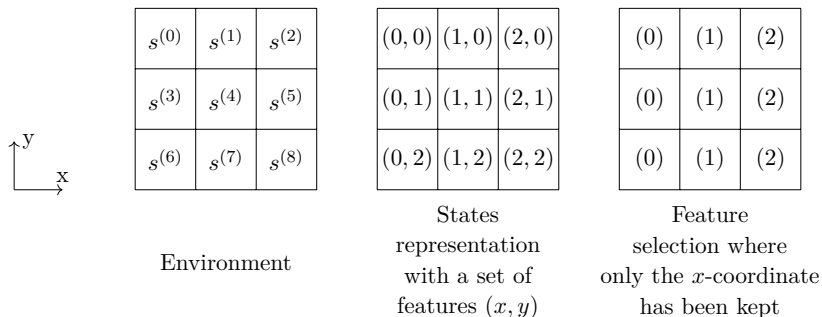 s^{(0)} s^{(1)} s^{(2)} (0, 0) (1, 0) (2, 0) (0) (1) (2)
s^{(3)} s^{(4)} s^{(5)} (0, 1) (1, 1) (2, 1) (0) (1) (2)
y
s^{(6)} s^{(7)} s^{(8)} (0, 2) (1, 2) (2, 2) (0) (1) (2)
x
Environment
States
representation
with a set of
features (x, y)
Feature
selection where
only the x-coordinate
has been kept